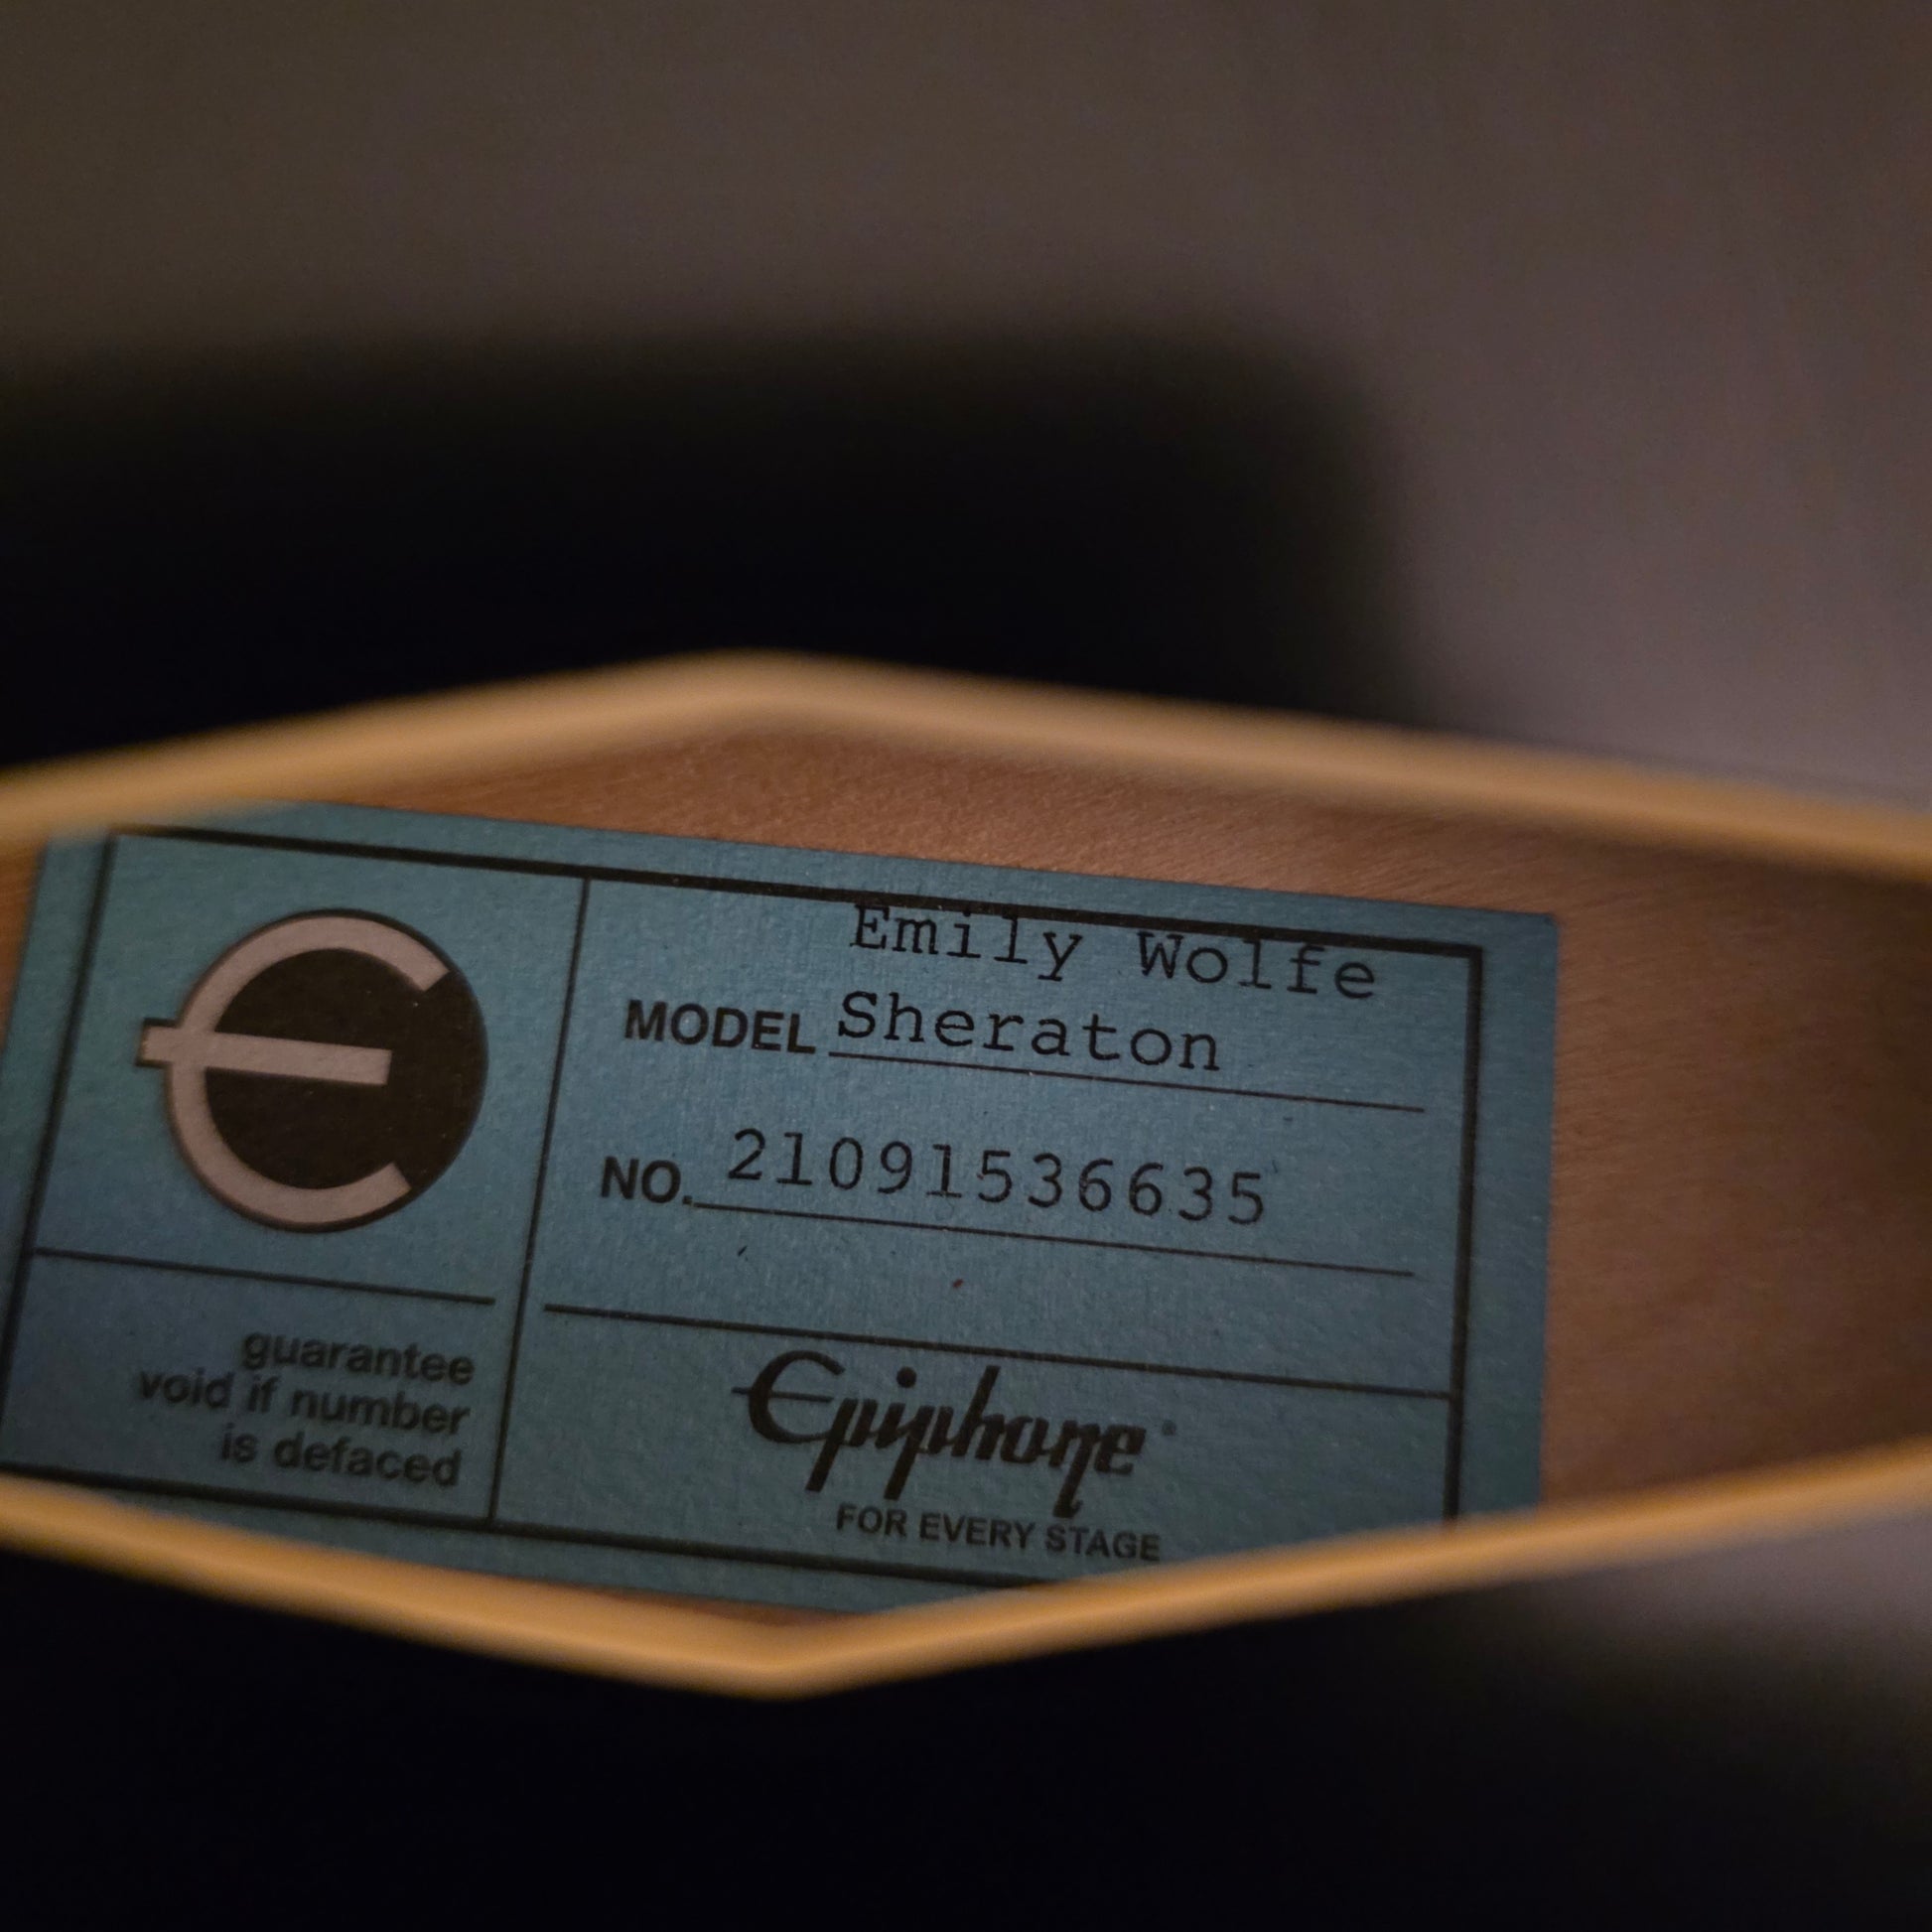 Emily Wolfe
MODEL Sheraton
NO. 21091536635
guarantee
void if number
is defaced
Epiphone
FOR EVERY STAGE